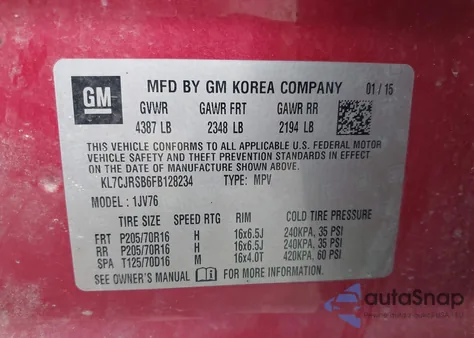 GM
MFD BY GM KOREA COMPANY 01/15
GVWR GAWR FRT GAWR RR
4387 LB 2348 LB 2194 LB
THIS VEHICLE CONFORMS TO ALL APPLICABLE U.S. FEDERAL MOTOR
VEHICLE SAFETY, BUMPER, AND THEFT PREVENTION STANDARDS IN
EFFECT ON THE DATE OF MANUFACTURE SHOWN ABOVE.
KL7CJRSB6FB128234 TYPE: MPV
MODEL: 1JV76
TIRE SIZE SPEED RTG RIM COLD TIRE PRESSURE
FRT P205/70R16 H 16x6.5J 240KPA, 35 PSI
RR P205/70R16 H 16x6.5J 240KPA, 35 PSI
SPA T125/70D16 M 16x4.0T 420KPA, 60 PSI
SEE OWNER'S MANUAL FOR MORE INFORMATION.
autoSnap